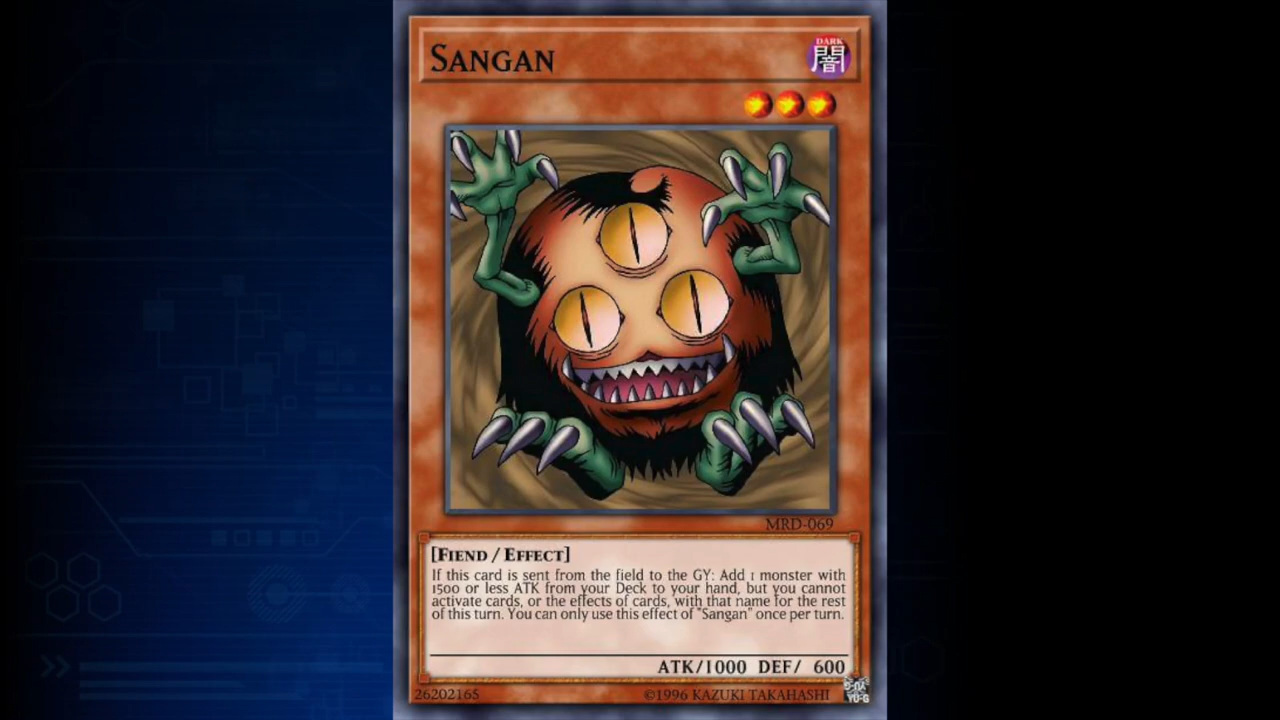 SANGAN
DARK
闇
MRD-069
[FIEND / EFFECT]
If this card is sent from the field to the GY: Add 1 monster with
1500 or less ATK from your Deck to your hand, but you cannot
activate cards, or the effects of cards, with that name for the rest
of this turn. You can only use this effect of "Sangan" once per turn.
ATK/1000 DEF/ 600
26202165
©1996 KAZUKI TAKAHASHI